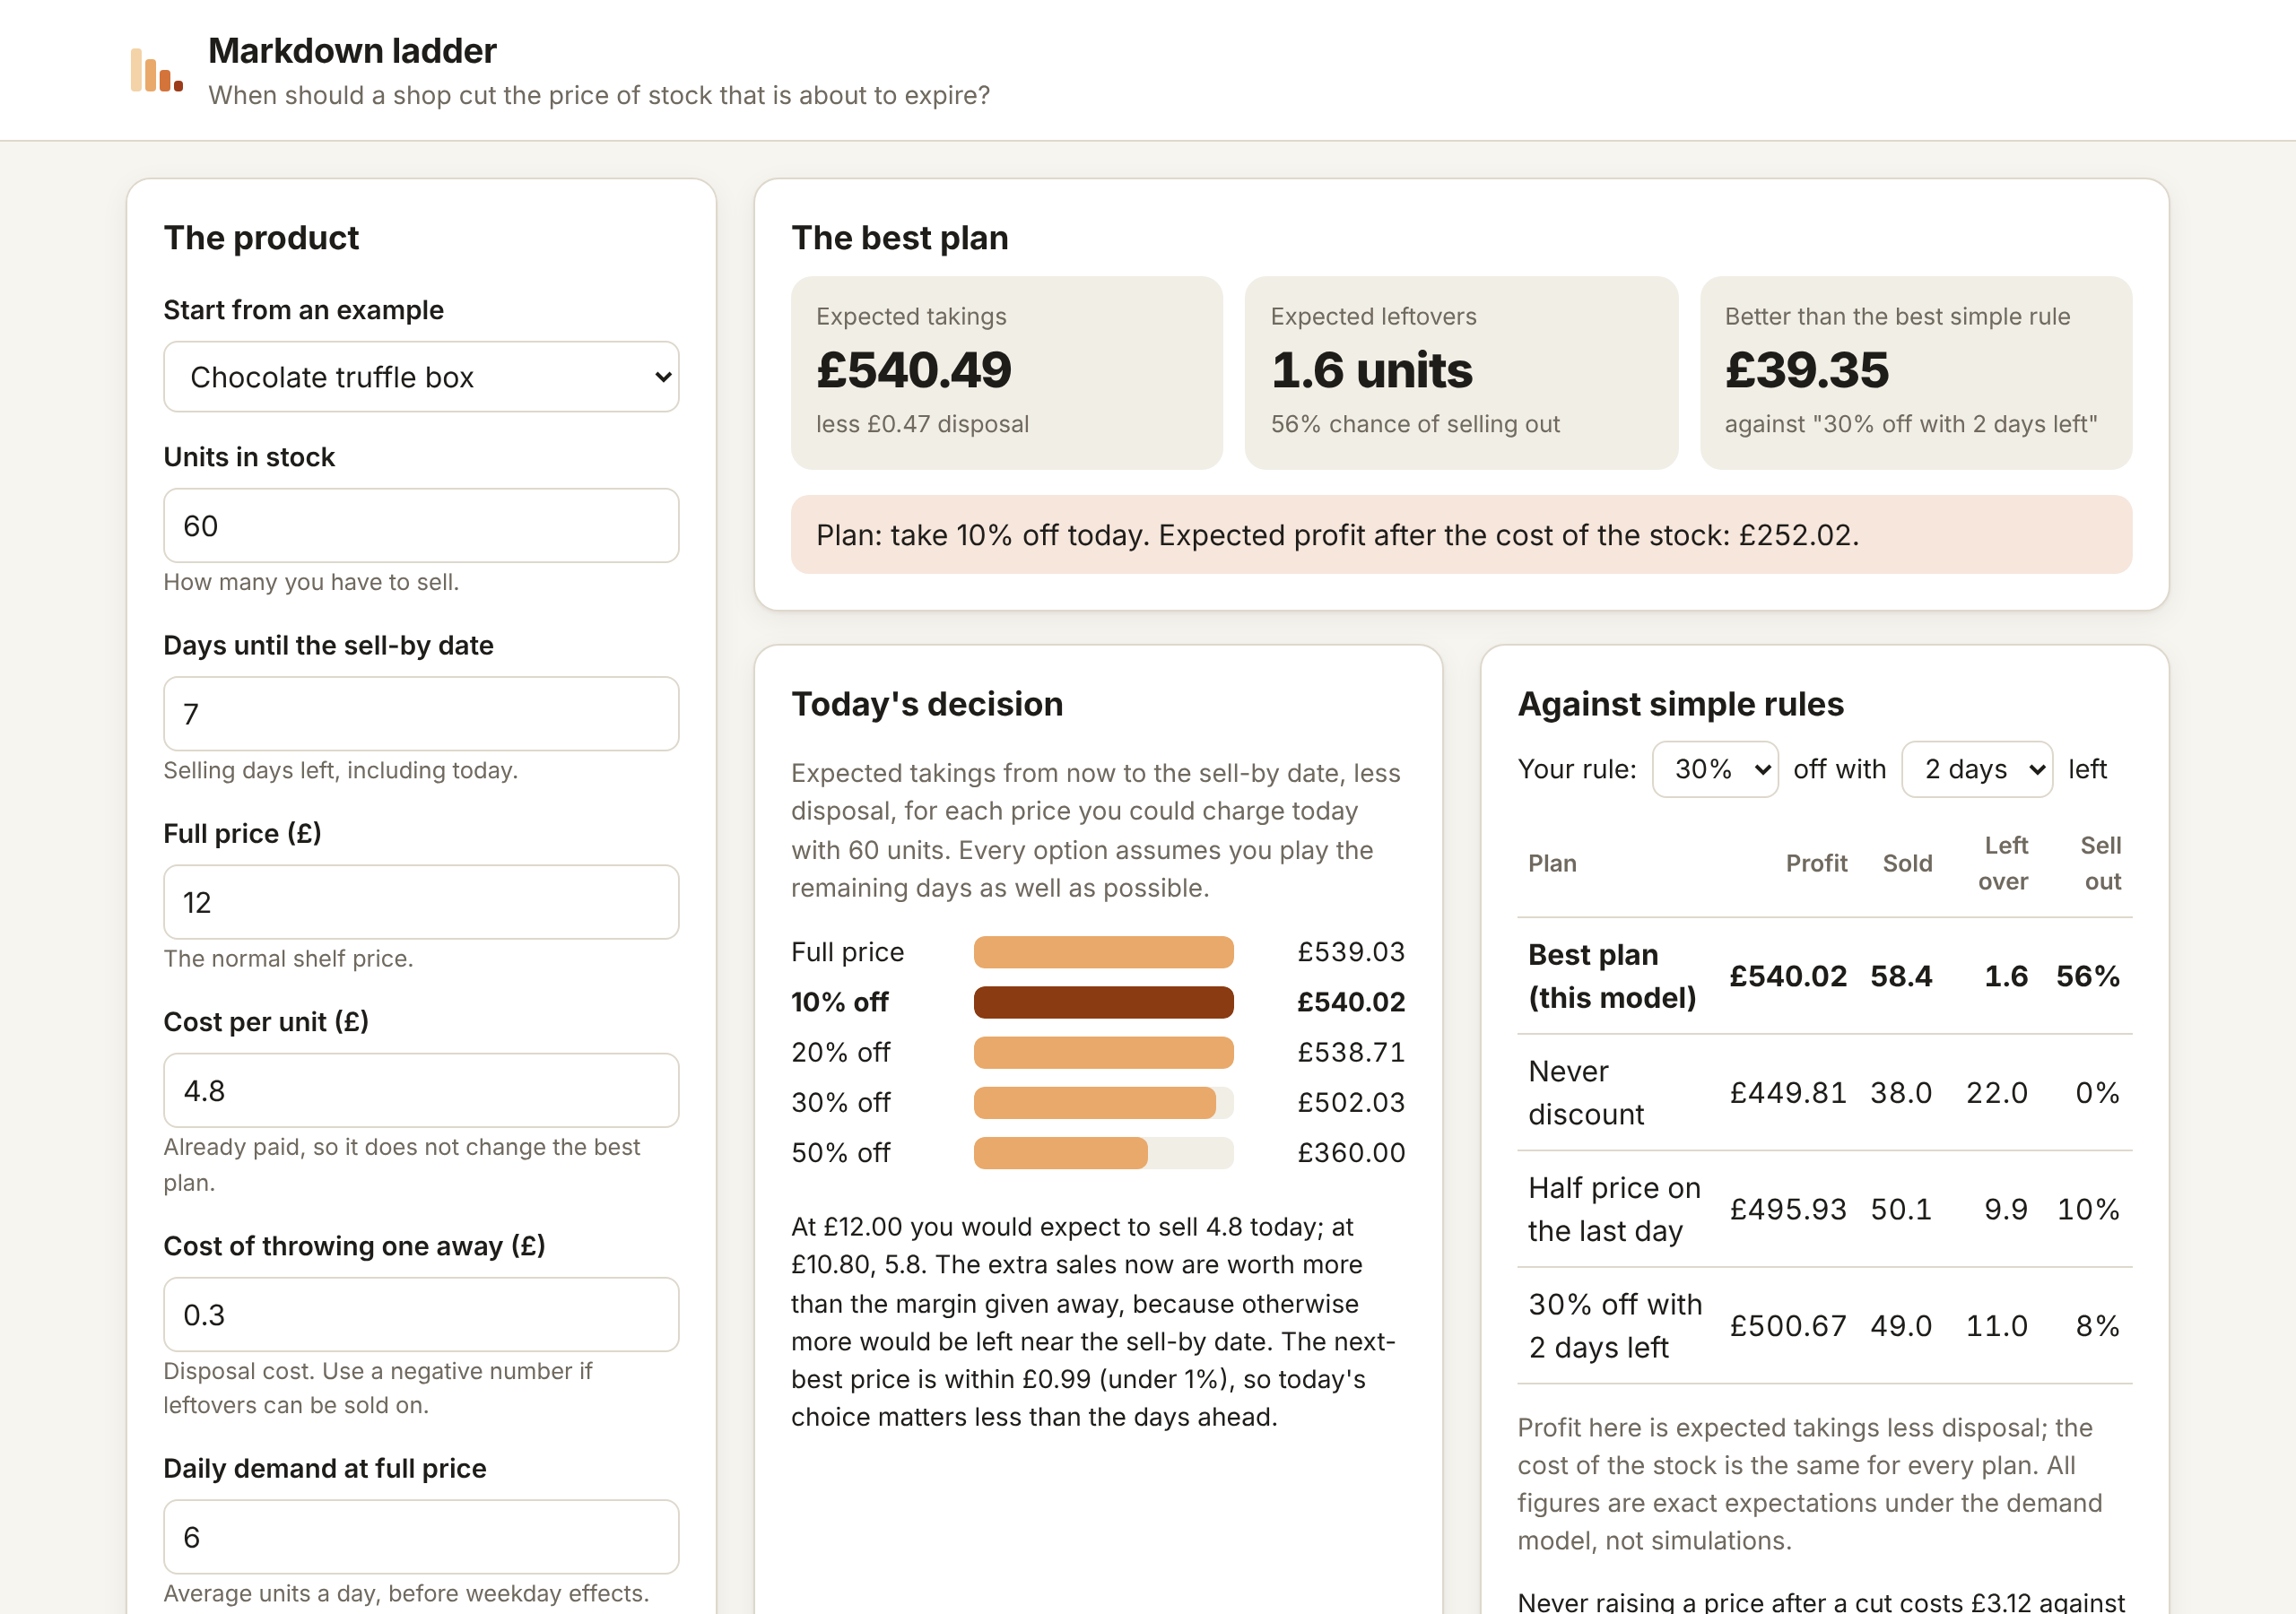 Markdown ladder
When should a shop cut the price of stock that is about to expire?
The product
Start from an example
Chocolate truffle box
Units in stock
60
How many you have to sell.
Days until the sell-by date
7
Selling days left, including today.
Full price (£)
12
The normal shelf price.
Cost per unit (£)
4.8
Already paid, so it does not change the best
plan.
Cost of throwing one away (£)
0.3
Disposal cost. Use a negative number if
leftovers can be sold on.
Daily demand at full price
6
Average units a day, before weekday effects.
The best plan
Expected takings
£540.49
less £0.47 disposal
Expected leftovers
1.6 units
56% chance of selling out
Better than the best simple rule
£39.35
against "30% off with 2 days left"
Plan: take 10% off today. Expected profit after the cost of the stock: £252.02.
Today's decision
Expected takings from now to the sell-by date, less
disposal, for each price you could charge today
with 60 units. Every option assumes you play the
remaining days as well as possible.
Full price £539.03
10% off £540.02
20% off £538.71
30% off £502.03
50% off £360.00
At £12.00 you would expect to sell 4.8 today; at
£10.80, 5.8. The extra sales now are worth more
than the margin given away, because otherwise
more would be left near the sell-by date. The next-
best price is within £0.99 (under 1%), so today's
choice matters less than the days ahead.
Against simple rules
Your rule: 30% off with 2 days left
Plan Profit Sold Left over Sell out
Best plan (this model) £540.02 58.4 1.6 56%
Never discount £449.81 38.0 22.0 0%
Half price on the last day £495.93 50.1 9.9 10%
30% off with 2 days left £500.67 49.0 11.0 8%
Profit here is expected takings less disposal; the
cost of the stock is the same for every plan. All
figures are exact expectations under the demand
model, not simulations.
Never raising a price after a cut costs £3.12 against